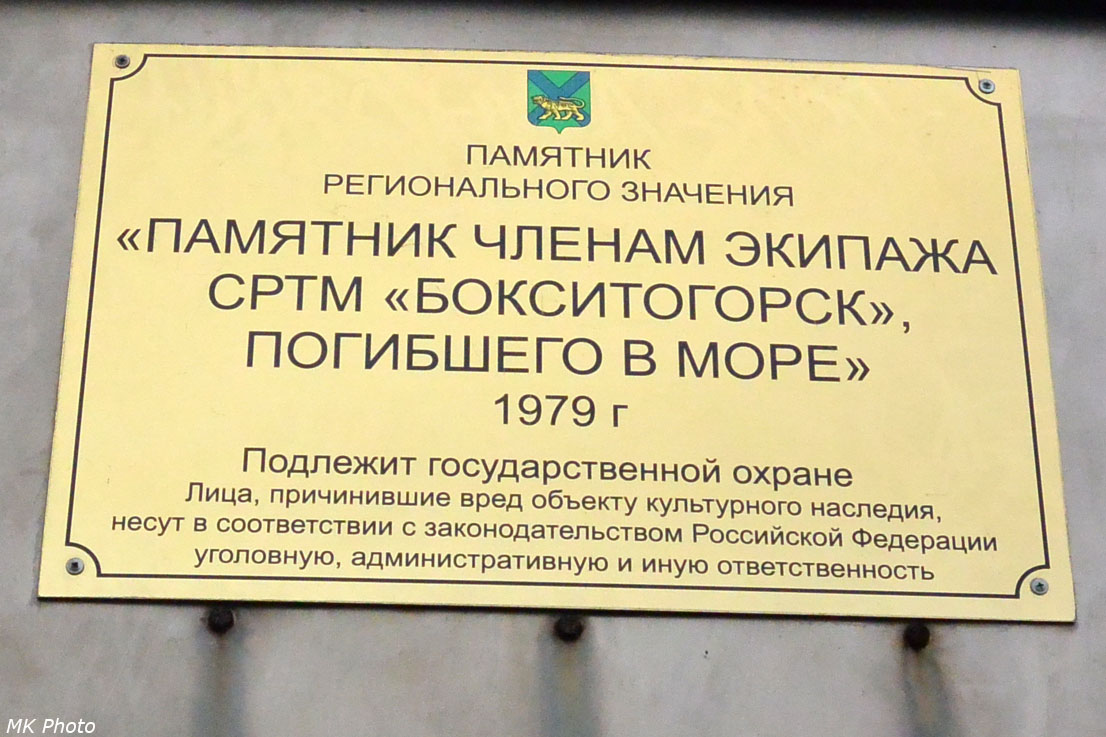 ПАМЯТНИК
РЕГИОНАЛЬНОГО ЗНАЧЕНИЯ
«ПАМЯТНИК ЧЛЕНАМ ЭКИПАЖА
СРТМ «БОКСИТОГОРСК»,
ПОГИБШЕГО В МОРЕ»
1979 г
Подлежит государственной охране
Лица, причинившие вред объекту культурного наследия,
несут в соответствии с законодательством Российской Федерации
уголовную, административную и иную ответственность
MK Photo